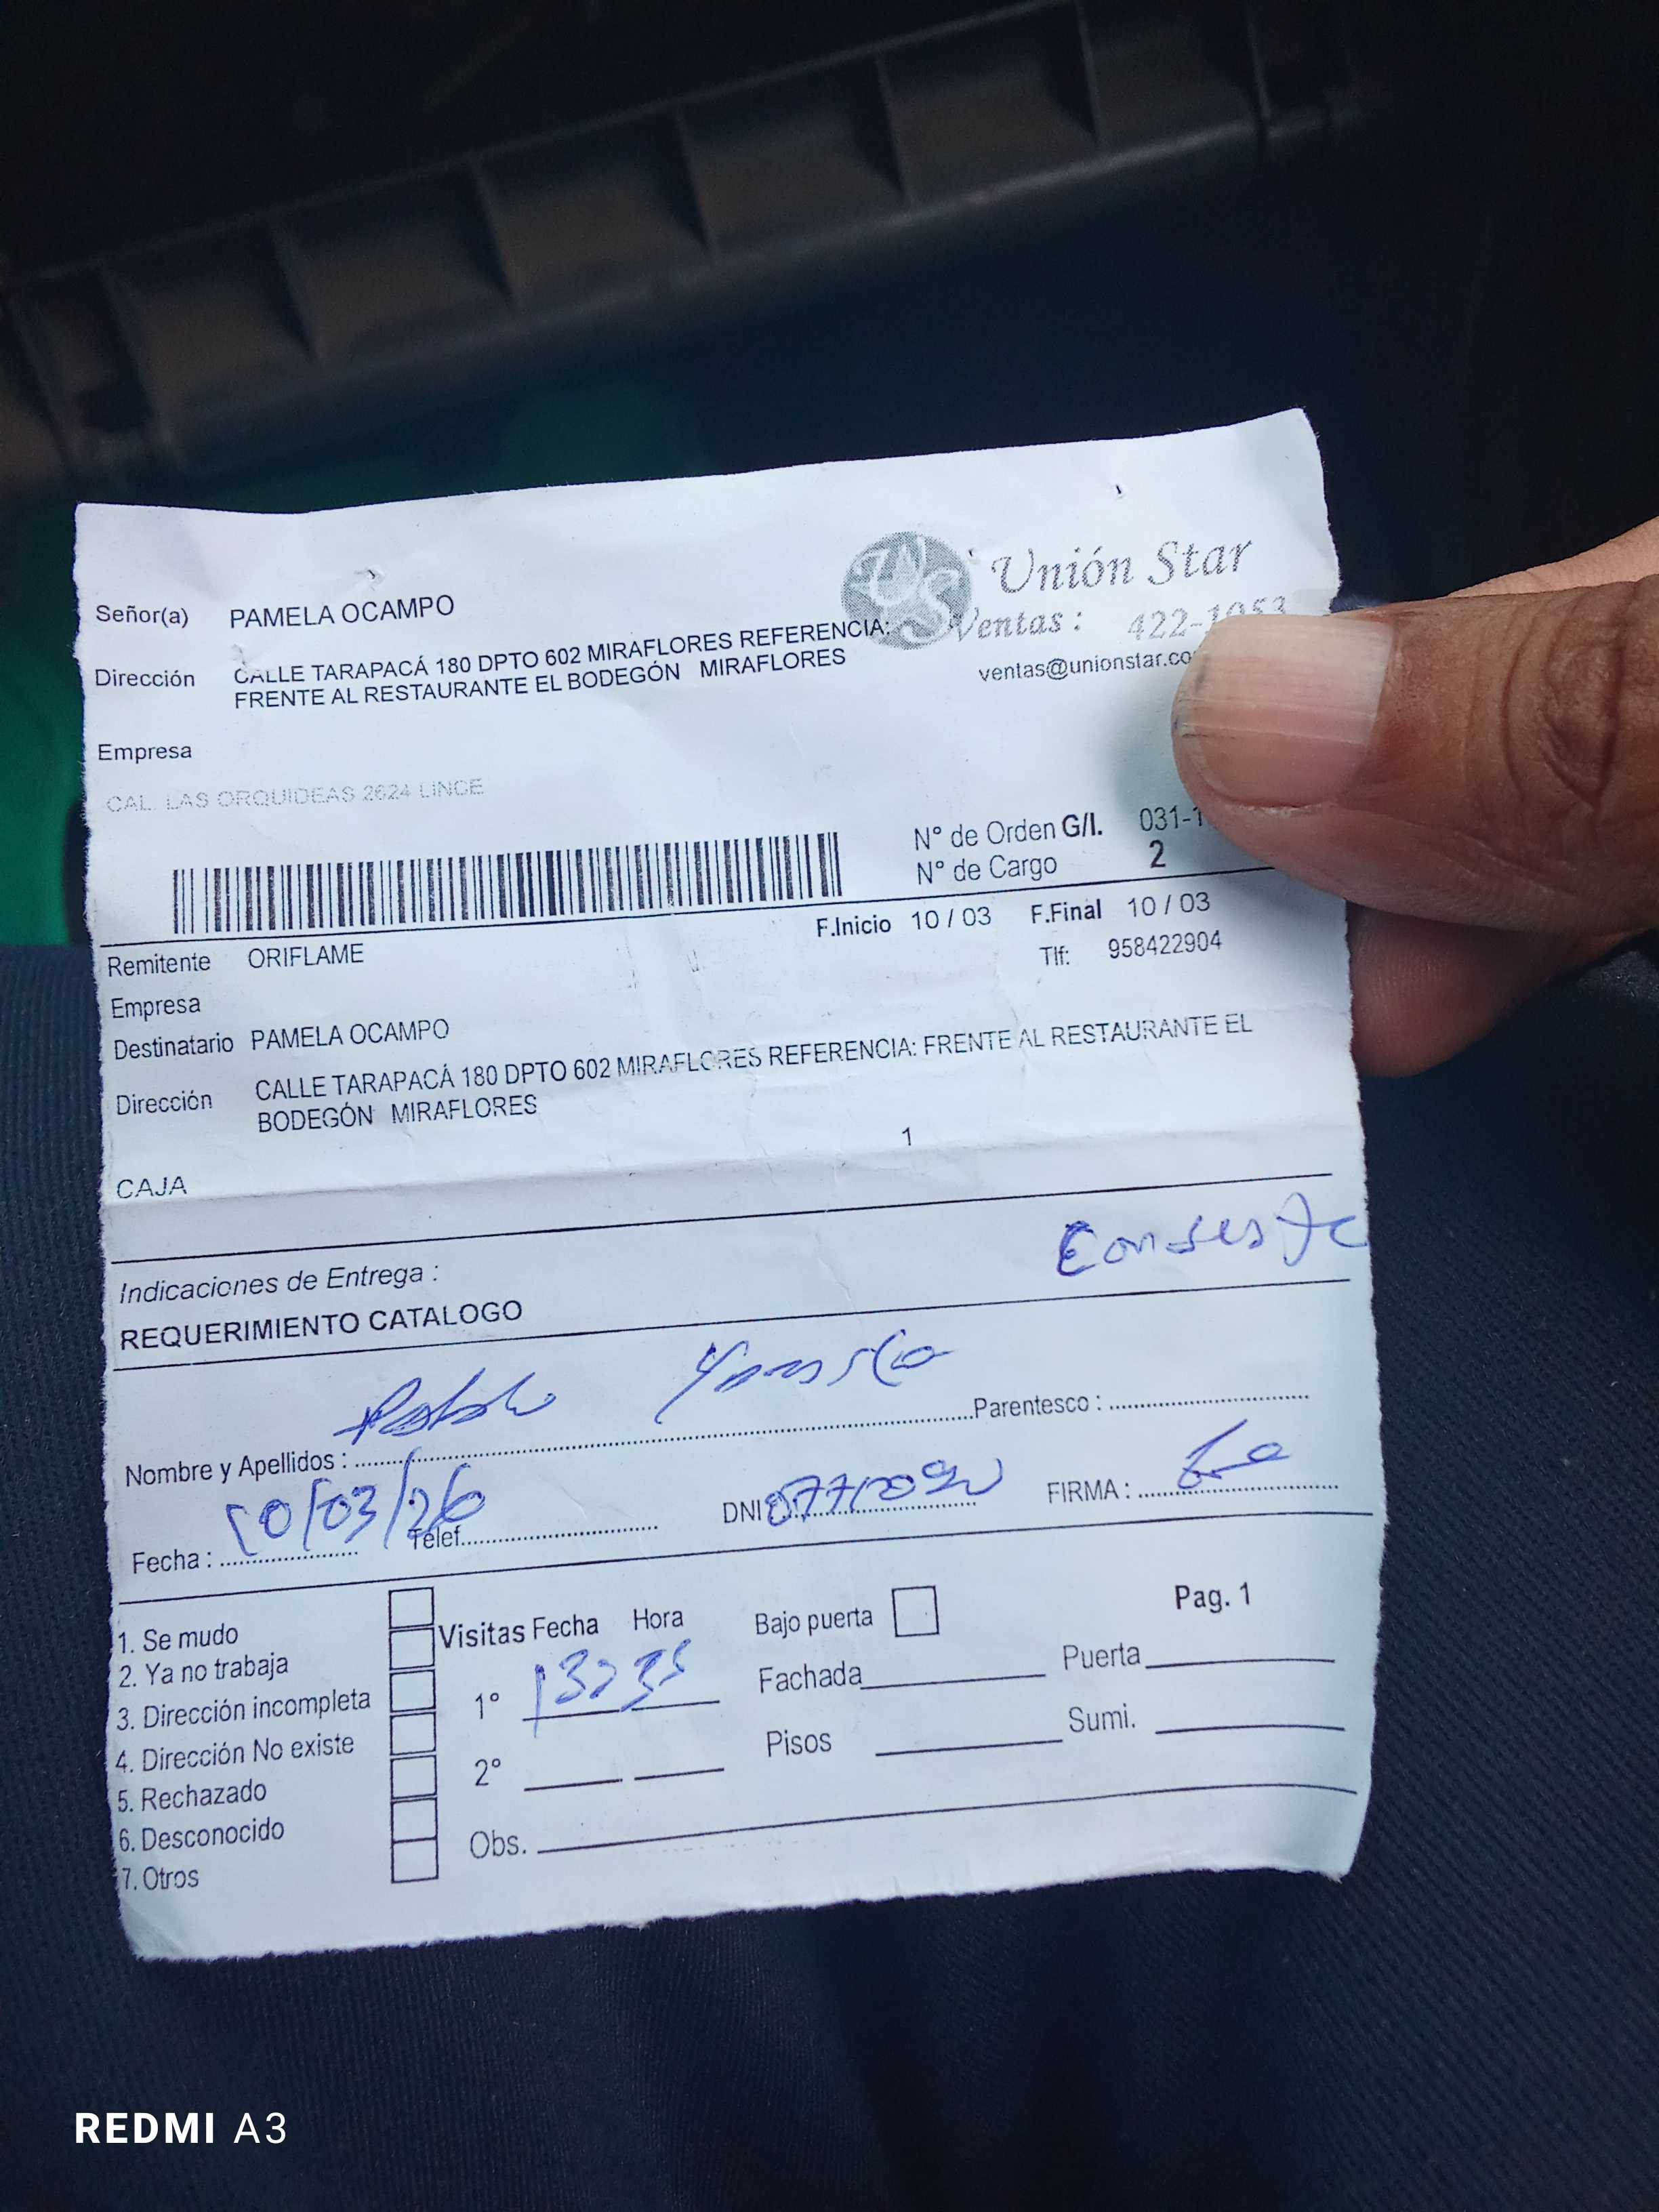 Unión Star
Ventas : 422-1053
ventas@unionstar.co
Señor(a) PAMELA OCAMPO
Dirección CALLE TARAPACÁ 180 DPTO 602 MIRAFLORES REFERENCIA:
FRENTE AL RESTAURANTE EL BODEGÓN MIRAFLORES
Empresa
CAL. LAS ORQUIDEAS 2624 LINCE
N° de Orden G/I. 031-1
N° de Cargo 2
F.Inicio 10 / 03 F.Final 10 / 03
Remitente ORIFLAME Tlf: 958422904
Empresa
Destinatario PAMELA OCAMPO
Dirección CALLE TARAPACÁ 180 DPTO 602 MIRAFLORES REFERENCIA: FRENTE AL RESTAURANTE EL
BODEGÓN MIRAFLORES
1
CAJA
Indicaciones de Entrega :
REQUERIMIENTO CATALOGO
Nombre y Apellidos : Parentesco :
Fecha : 10/03/26 Telef. DNI FIRMA :
1. Se mudo
2. Ya no trabaja
3. Dirección incompleta
4. Dirección No existe
5. Rechazado
6. Desconocido
7. Otros
Visitas Fecha Hora
1°
2°
Obs.
Bajo puerta
Fachada
Pisos
Pag. 1
Puerta
Sumi.
REDMI A3